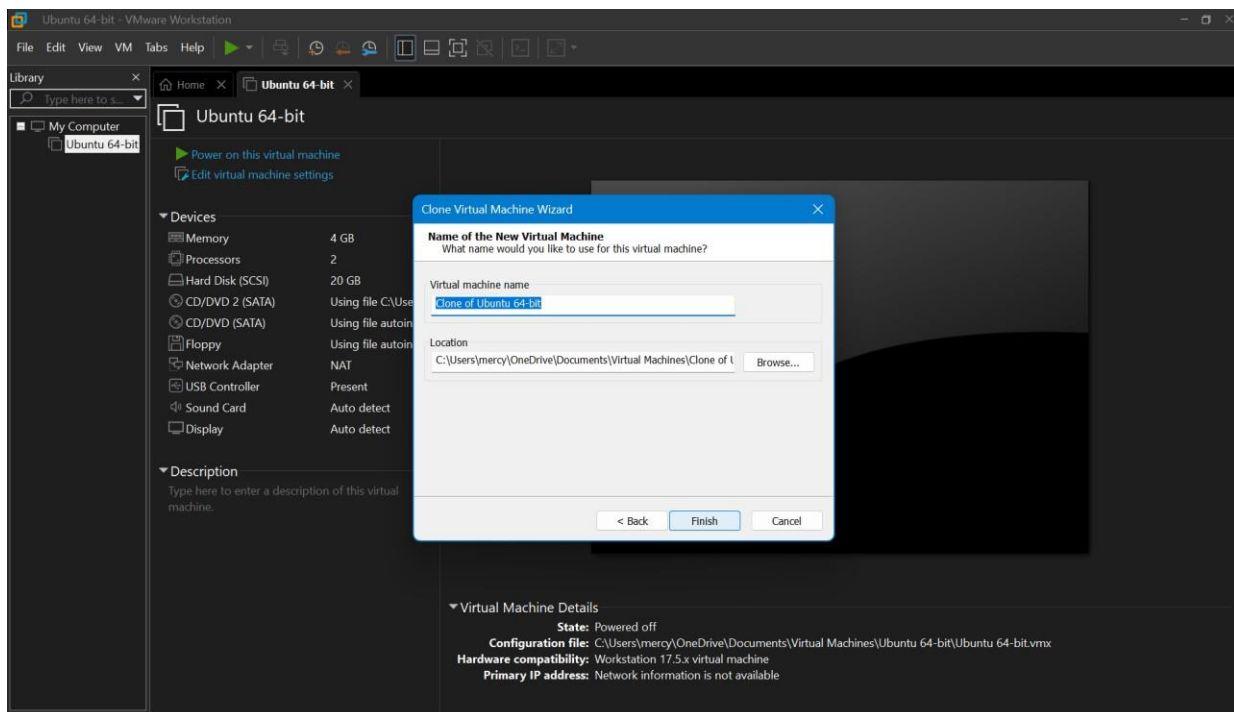 Ubuntu 64-bit - VMware Workstation
File Edit View VM Tabs Help
Library
Type here to s...
My Computer
Ubuntu 64-bit
Home
Ubuntu 64-bit
Ubuntu 64-bit
Power on this virtual machine
Edit virtual machine settings
Devices
Memory 4 GB
Processors 2
Hard Disk (SCSI) 20 GB
CD/DVD 2 (SATA) Using file C:\Use
CD/DVD (SATA) Using file autoin
Floppy Using file autoin
Network Adapter NAT
USB Controller Present
Sound Card Auto detect
Display Auto detect
Description
Type here to enter a description of this virtual
machine.
Clone Virtual Machine Wizard
Name of the New Virtual Machine
What name would you like to use for this virtual machine?
Virtual machine name
Clone of Ubuntu 64-bit
Location
C:\Users\mercy\OneDrive\Documents\Virtual Machines\Clone of U
Browse...
< Back Finish Cancel
Virtual Machine Details
State: Powered off
Configuration file: C:\Users\mercy\OneDrive\Documents\Virtual Machines\Ubuntu 64-bit\Ubuntu 64-bit.vmx
Hardware compatibility: Workstation 17.5.x virtual machine
Primary IP address: Network information is not available